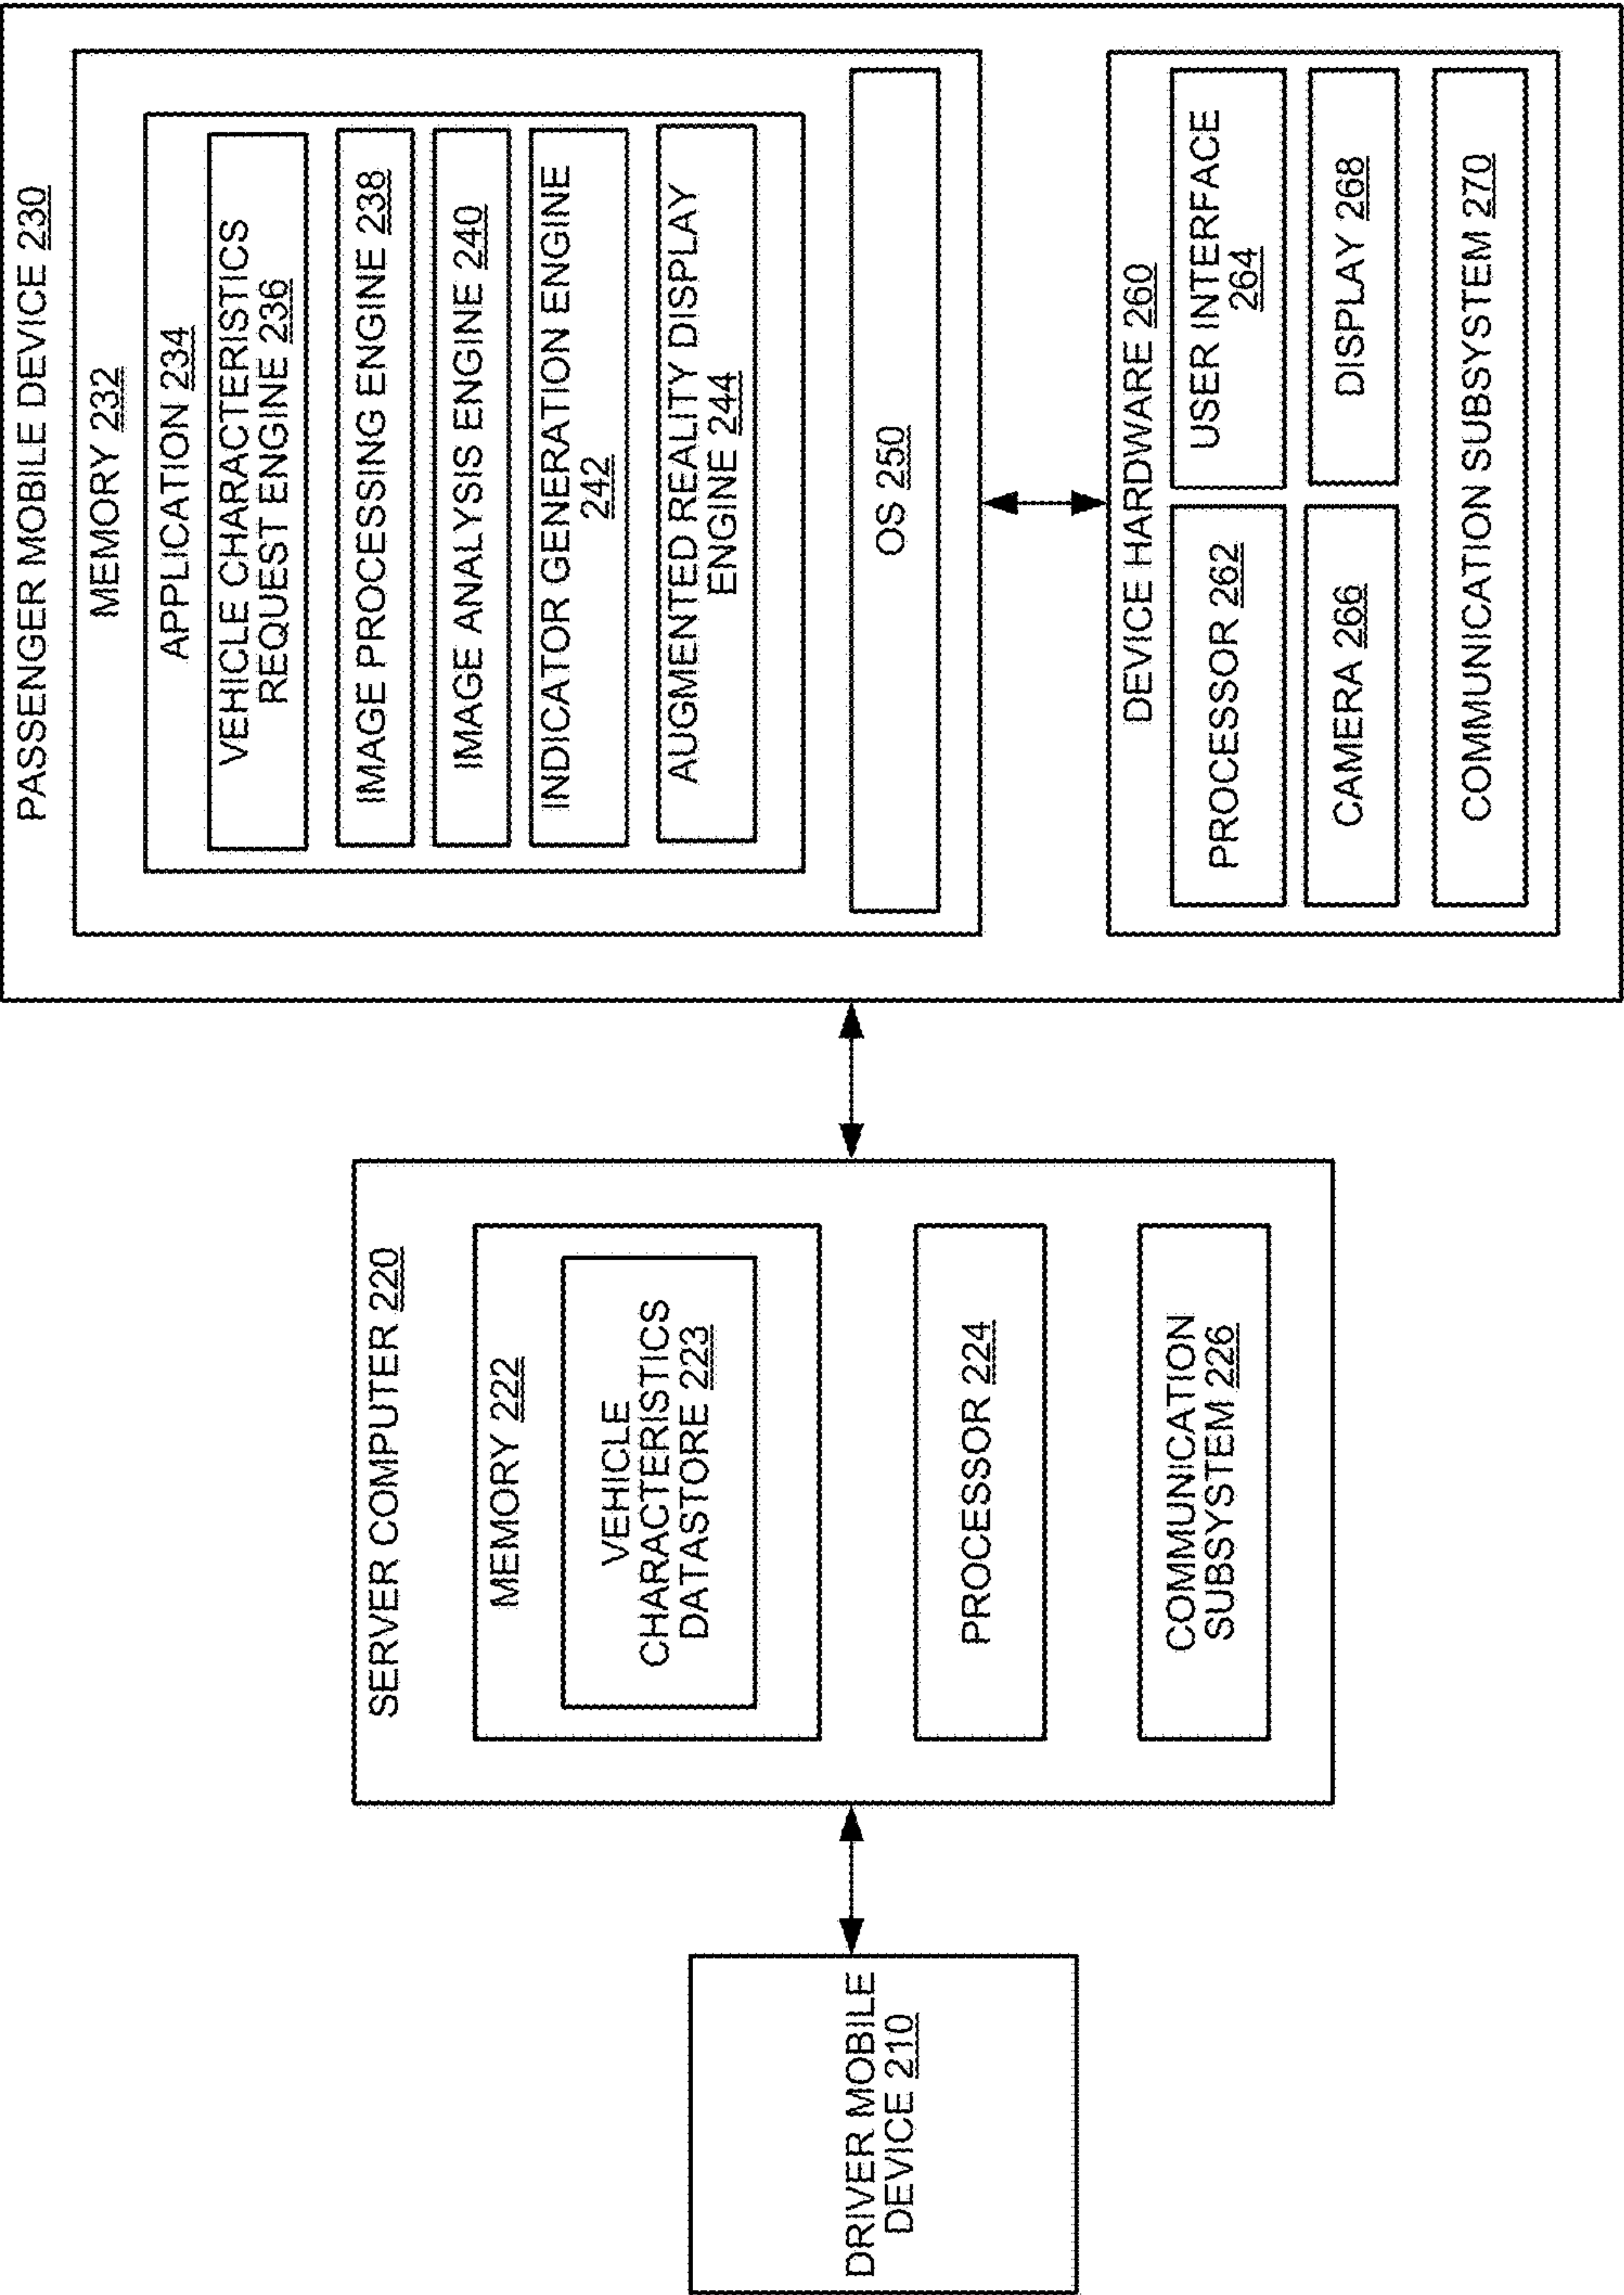 DRIVER MOBILE
DEVICE 210
SERVER COMPUTER 220
MEMORY 222
VEHICLE
CHARACTERISTICS
DATASTORE 223
PROCESSOR 224
COMMUNICATION
SUBSYSTEM 226
PASSENGER MOBILE DEVICE 230
MEMORY 232
APPLICATION 234
VEHICLE CHARACTERISTICS
REQUEST ENGINE 236
IMAGE PROCESSING ENGINE 238
IMAGE ANALYSIS ENGINE 240
INDICATOR GENERATION ENGINE
242
AUGMENTED REALITY DISPLAY
ENGINE 244
OS 250
DEVICE HARDWARE 260
PROCESSOR 262
USER INTERFACE
264
CAMERA 266
DISPLAY 268
COMMUNICATION SUBSYSTEM 270